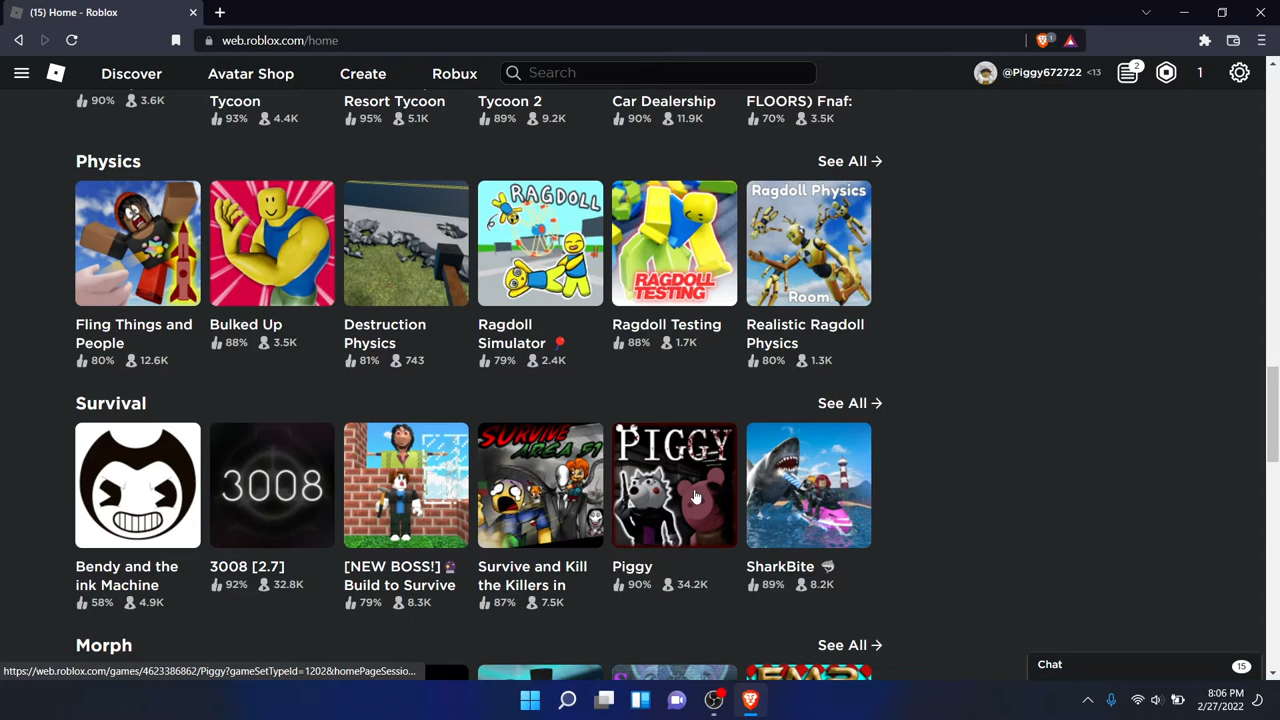 (15) Home - Roblox
web.roblox.com/home
1
Discover
Avatar Shop
Create
Robux
Search
@Piggy672722 <13
2
1
90% 3.6K
Tycoon
93% 4.4K
Resort Tycoon
95% 5.1K
Tycoon 2
89% 9.2K
Car Dealership
90% 11.9K
FLOORS) Fnaf:
70% 3.5K
Physics
See All →
RAGDOLL
RAGDOLL
TESTING
Ragdoll Physics
Room
Fling Things and
People
80% 12.6K
Bulked Up
88% 3.5K
Destruction
Physics
81% 743
Ragdoll
Simulator
79% 2.4K
Ragdoll Testing
88% 1.7K
Realistic Ragdoll
Physics
80% 1.3K
Survival
See All →
3008
SURVIVE
AREA 51
PIGGY
Bendy and the
ink Machine
58% 4.9K
3008 [2.7]
92% 32.8K
[NEW BOSS!]
Build to Survive
79% 8.3K
Survive and Kill
the Killers in
87% 7.5K
Piggy
90% 34.2K
SharkBite
89% 8.2K
Morph
See All →
https://web.roblox.com/games/4623386862/Piggy?gameSetTypeId=1202&homePageSessio...
Chat
15
8:06 PM
2/27/2022